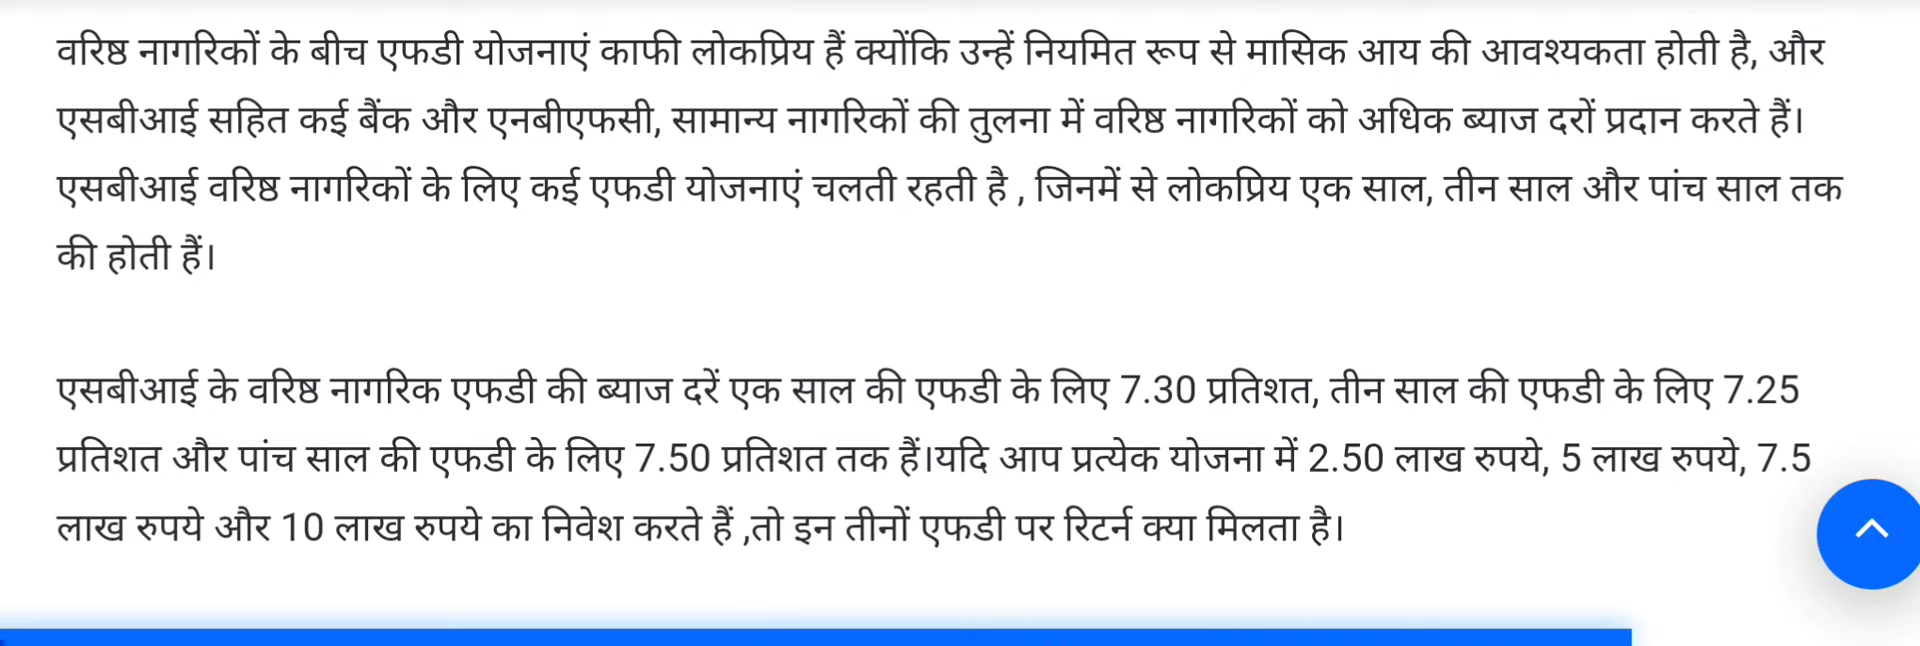 वरिष्ठ नागरिकों के बीच एफडी योजनाएं काफी लोकप्रिय हैं क्योंकि उन्हें नियमित रूप से मासिक आय की आवश्यकता होती है, और
एसबीआई सहित कई बैंक और एनबीएफसी, सामान्य नागरिकों की तुलना में वरिष्ठ नागरिकों को अधिक ब्याज दरों प्रदान करते हैं।
एसबीआई वरिष्ठ नागरिकों के लिए कई एफडी योजनाएं चलती रहती है , जिनमें से लोकप्रिय एक साल, तीन साल और पांच साल तक
की होती हैं।
एसबीआई के वरिष्ठ नागरिक एफडी की ब्याज दरें एक साल की एफडी के लिए 7.30 प्रतिशत, तीन साल की एफडी के लिए 7.25
प्रतिशत और पांच साल की एफडी के लिए 7.50 प्रतिशत तक हैं।यदि आप प्रत्येक योजना में 2.50 लाख रुपये, 5 लाख रुपये, 7.5
लाख रुपये और 10 लाख रुपये का निवेश करते हैं ,तो इन तीनों एफडी पर रिटर्न क्या मिलता है।